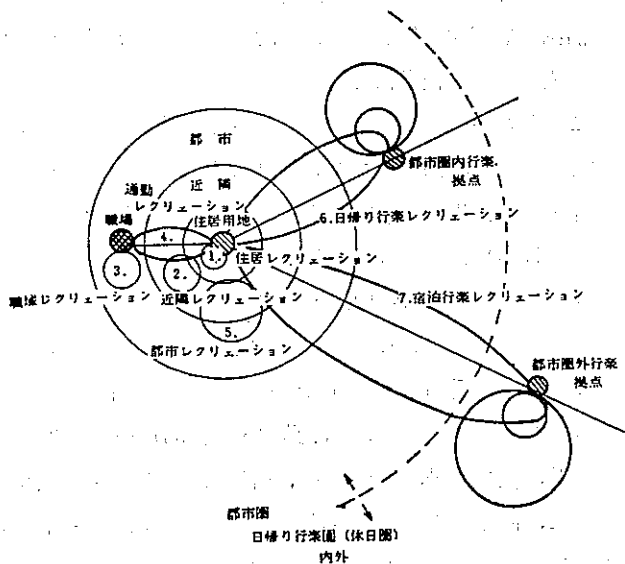 都市
近隣
通勤
レクリェーション
住居用地
職場
4.
1.
3.
2.
住居レクリェーション
職域レクリェーション
近隣レクリェーション
5.
都市レクリェーション
都市圏内行楽.
拠点
6.日帰り行楽レクリェーション
7.宿泊行楽レクリェーション
都市圏外行楽
拠点
都市圏
日帰り行楽圏(休日圏)
内外